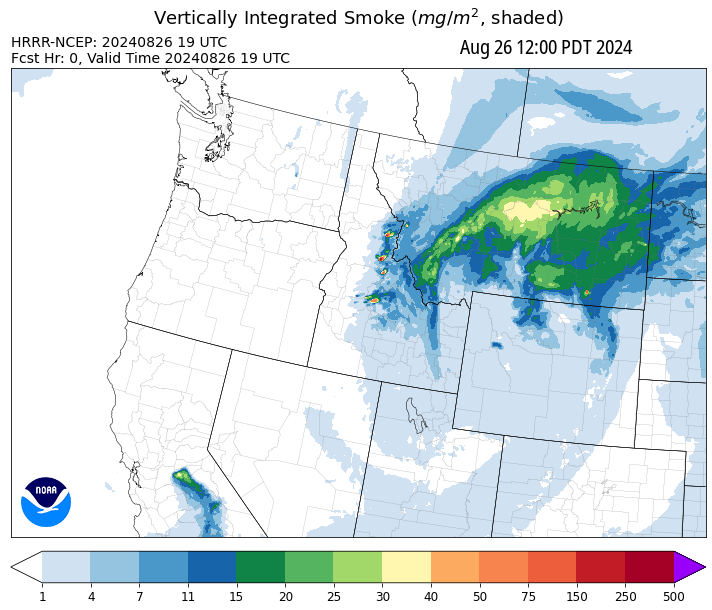 Vertically Integrated Smoke (mg/m², shaded)
HRRR-NCEP: 20240826 19 UTC
Fcst Hr: 0, Valid Time 20240826 19 UTC
Aug 26 12:00 PDT 2024
NOAA
1 4 7 11 15 20 25 30 40 50 75 150 250 500